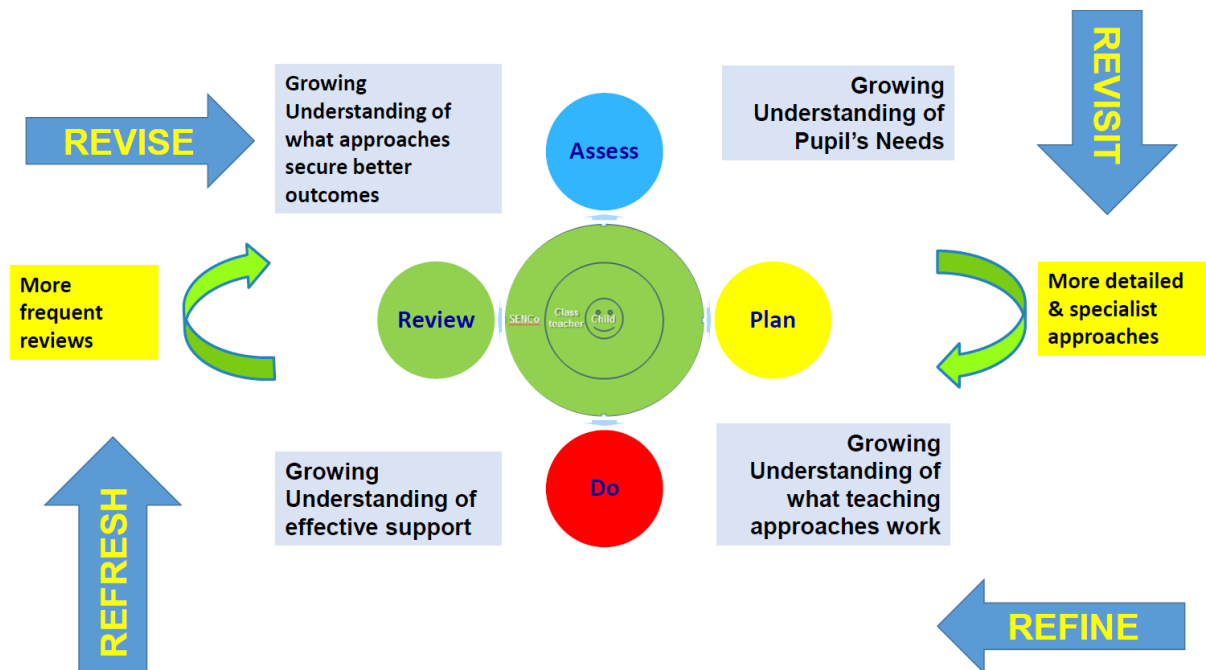 REVISE
Growing
Understanding of
what approaches
secure better
outcomes
Assess
Growing
Understanding of
Pupil’s Needs
REVISIT
More
frequent
reviews
Review
SENCo
Class
teacher
Child
Plan
More detailed
& specialist
approaches
REFRESH
Growing
Understanding of
effective support
Do
Growing
Understanding of
what teaching
approaches work
REFINE